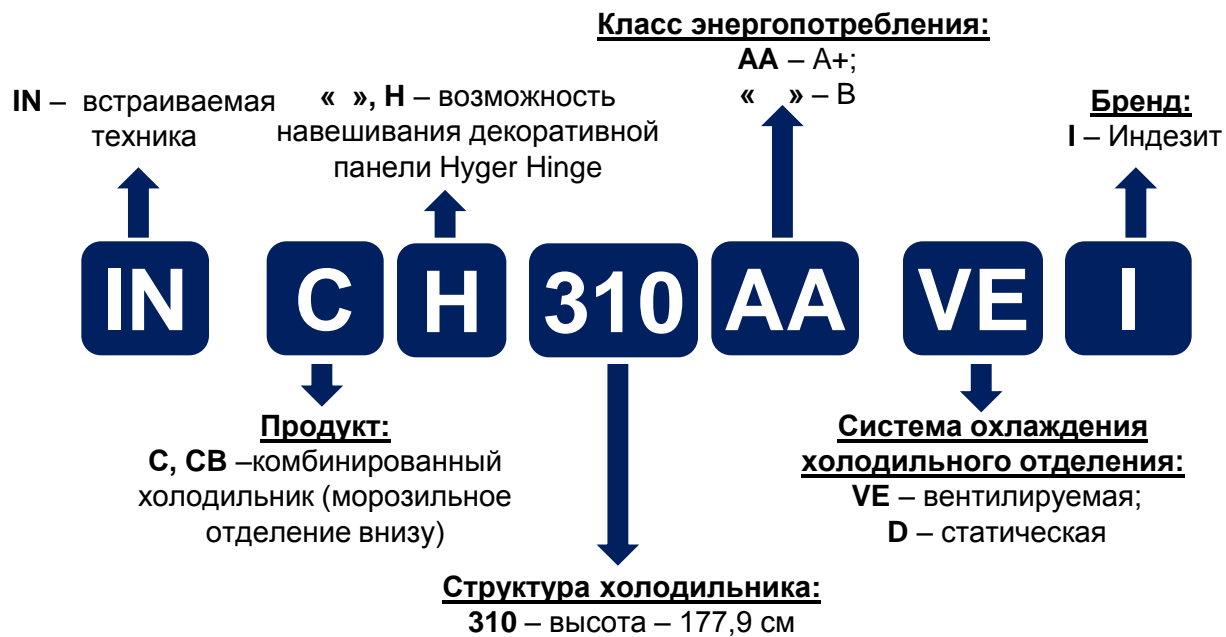 Класс энергопотребления:
АА – А+;
« » – В
IN – встраиваемая
техника
« », Н – возможность
навешивания декоративной
панели Hyger Hinge
Бренд:
I – Индезит
IN C H 310 AA VE I
Продукт:
С, СВ –комбинированный
холодильник (морозильное
отделение внизу)
Система охлаждения
холодильного отделения:
VE – вентилируемая;
D – статическая
Структура холодильника:
310 – высота – 177,9 см